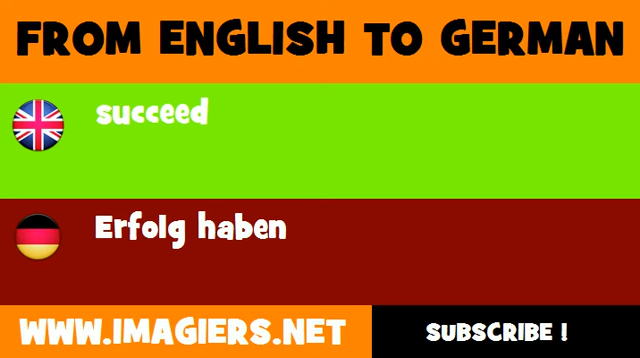 FROM ENGLISH TO GERMAN
succeed
Erfolg haben
WWW.IMAGIERS.NET
SUBSCRIBE !